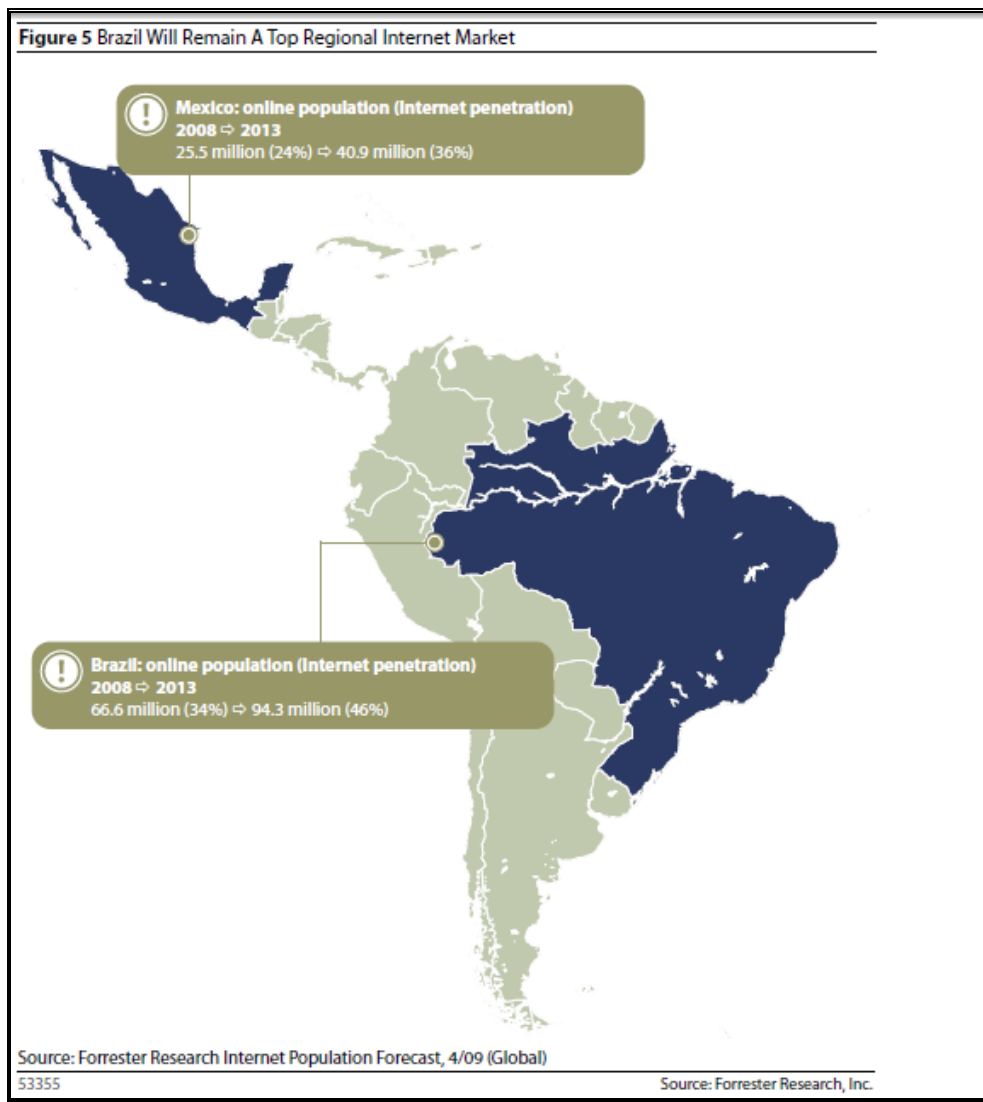 Figure 5 Brazil Will Remain A Top Regional Internet Market
Mexico: online population (Internet penetration)
2008 ⇨ 2013
25.5 million (24%) ⇨ 40.9 million (36%)
Brazil: online population (Internet penetration)
2008 ⇨ 2013
66.6 million (34%) ⇨ 94.3 million (46%)
Source: Forrester Research Internet Population Forecast, 4/09 (Global)
53355
Source: Forrester Research, Inc.